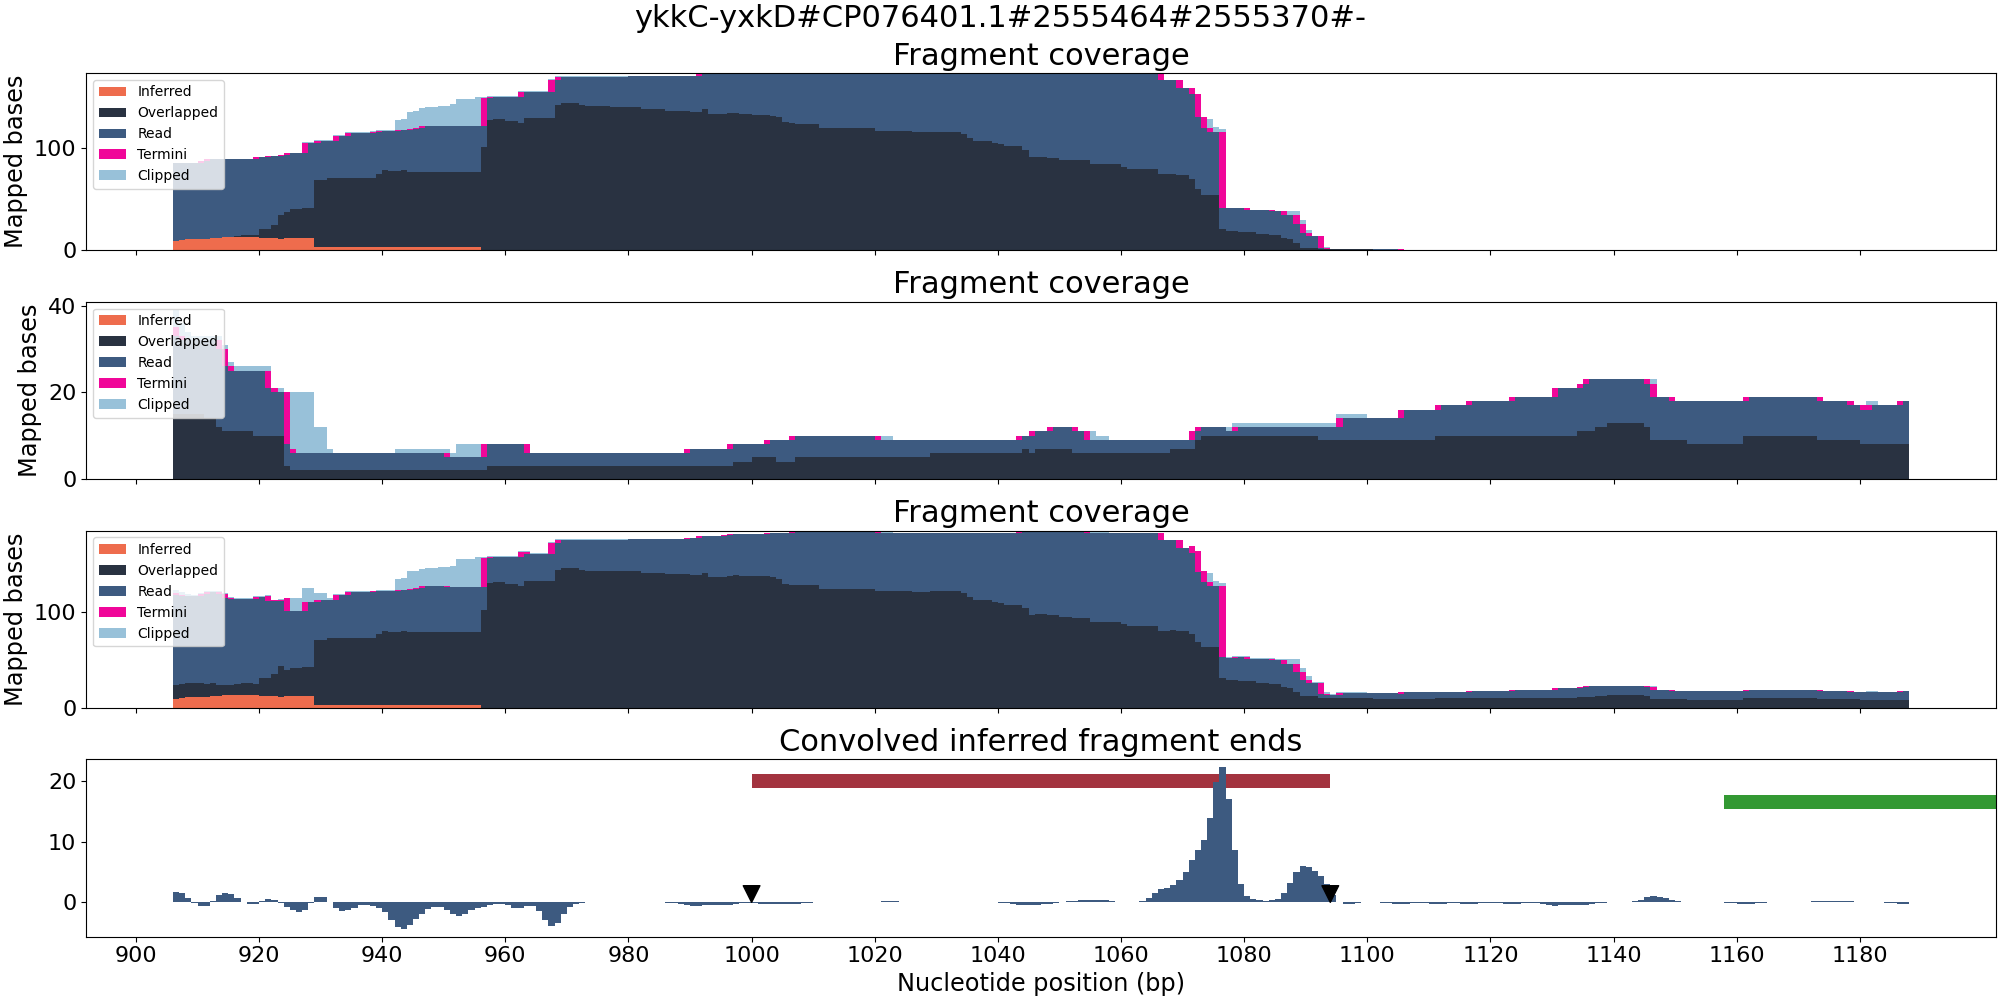 ykkC-yxkD#CP076401.1#2555464#2555370#-
Fragment coverage
Mapped bases
100
0
Inferred
Overlapped
Read
Termini
Clipped
Fragment coverage
Mapped bases
40
20
0
Inferred
Overlapped
Read
Termini
Clipped
Fragment coverage
Mapped bases
100
0
Inferred
Overlapped
Read
Termini
Clipped
Convolved inferred fragment ends
20
10
0
900 920 940 960 980 1000 1020 1040 1060 1080 1100 1120 1140 1160 1180
Nucleotide position (bp)